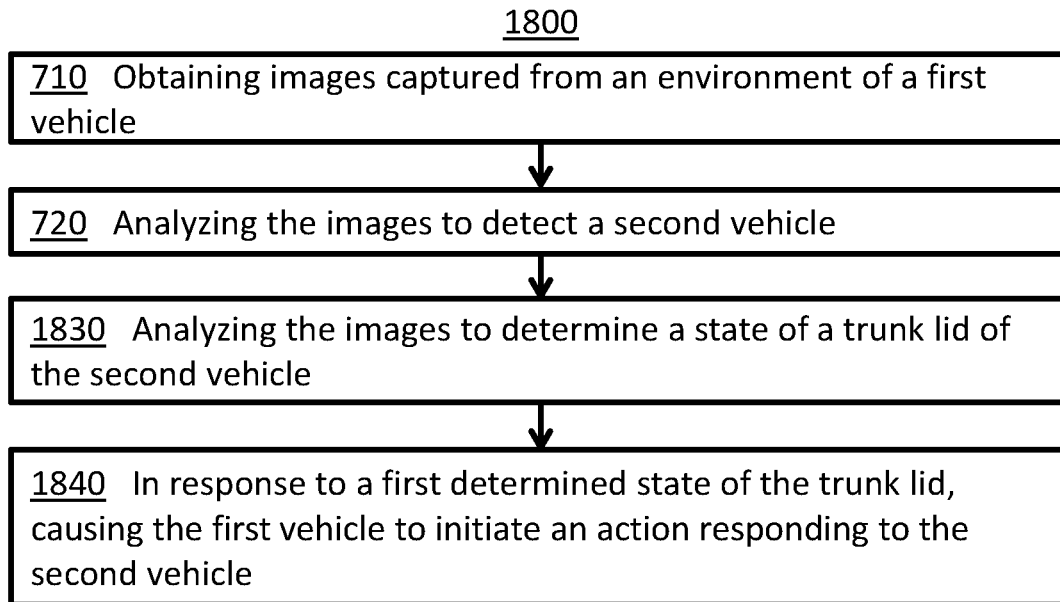 1800
710 Obtaining images captured from an environment of a first
vehicle
720 Analyzing the images to detect a second vehicle
1830 Analyzing the images to determine a state of a trunk lid of
the second vehicle
1840 In response to a first determined state of the trunk lid,
causing the first vehicle to initiate an action responding to the
second vehicle